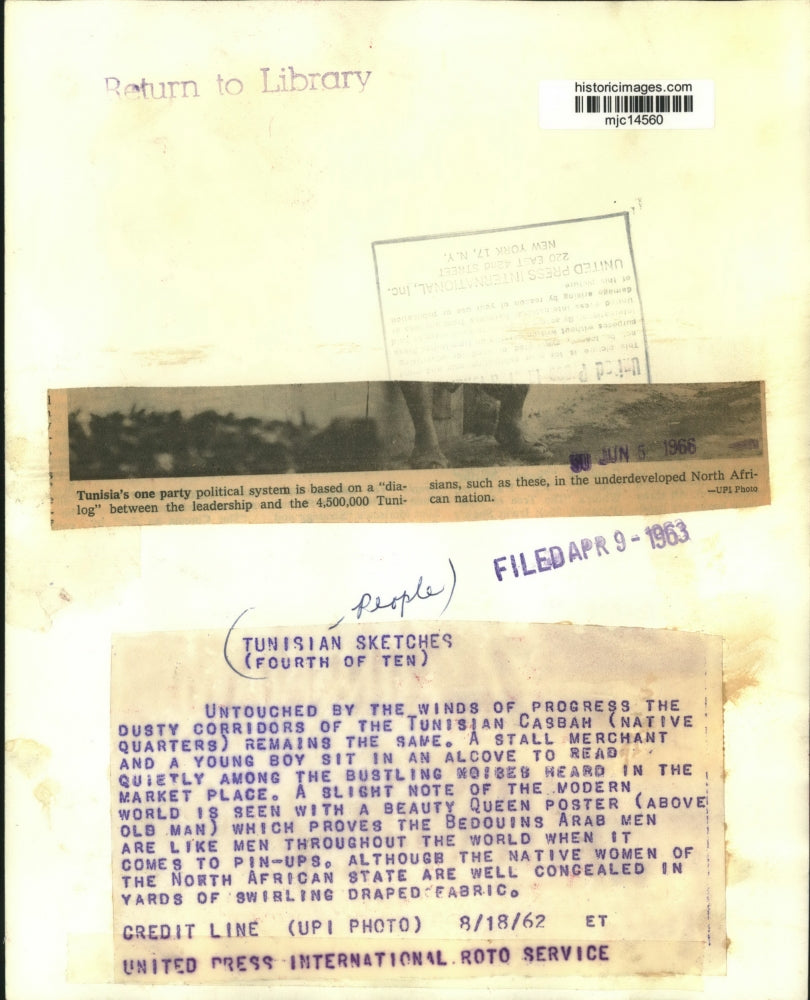 Return to Library
historicimages.com
mjc14560
UNITED PRESS INTERNATIONAL, Inc.
220 EAST 42nd STREET
NEW YORK 17, N.Y.
JUN 5 1966
Tunisia's one party political system is based on a "dia-
log" between the leadership and the 4,500,000 Tuni-
sians, such as these, in the underdeveloped North Afri-
can nation.
—UPI Photo
FILED APR 9 - 1963
(- People)
TUNISIAN SKETCHES
(FOURTH OF TEN)
UNTOUCHED BY THE WINDS OF PROGRESS THE
DUSTY CORRIDORS OF THE TUNISIAN CASBAH (NATIVE
QUARTERS) REMAINS THE SAME. A STALL MERCHANT
AND A YOUNG BOY SIT IN AN ALCOVE TO READ
QUIETLY AMONG THE BUSTLING NOISES HEARD IN THE
MARKET PLACE. A SLIGHT NOTE OF THE MODERN
WORLD IS SEEN WITH A BEAUTY QUEEN POSTER (ABOVE
OLD MAN) WHICH PROVES THE BEDOUINS ARAB MEN
ARE LIKE MEN THROUGHOUT THE WORLD WHEN IT
COMES TO PIN-UPS. ALTHOUGH THE NATIVE WOMEN OF
THE NORTH AFRICAN STATE ARE WELL CONCEALED IN
YARDS OF SWIRLING DRAPED FABRIC.
CREDIT LINE (UPI PHOTO) 8/18/62 ET
UNITED PRESS INTERNATIONAL ROTO SERVICE